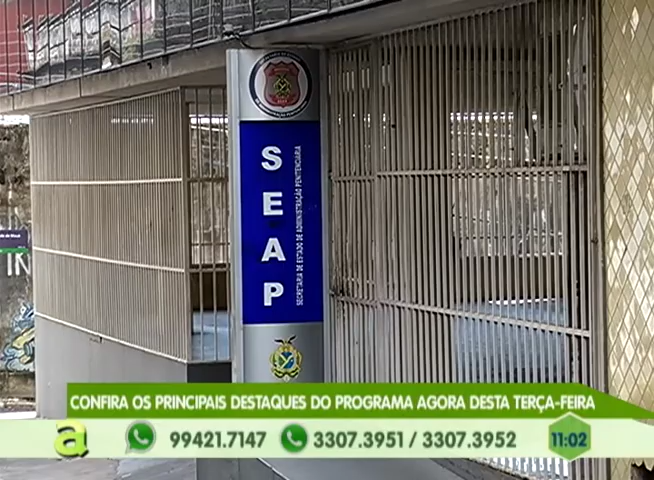 S
E
A
P
SECRETARIA DE ESTADO DE ADMINISTRAÇÃO PENITENCIÁRIA
IN
CONFIRA OS PRINCIPAIS DESTAQUES DO PROGRAMA AGORA DESTA TERÇA-FEIRA
a 99421.7147 3307.3951 / 3307.3952 11:02